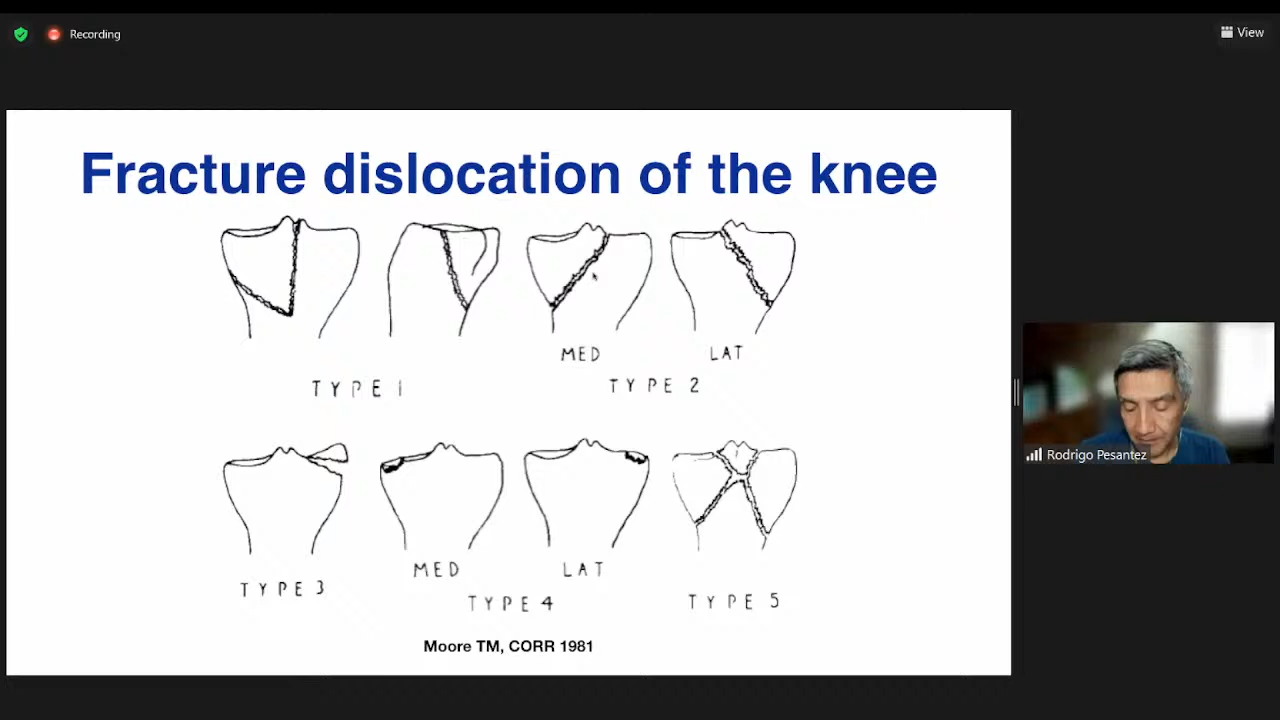 Recording
View
Fracture dislocation of the knee
MED
LAT
TYPE 1
TYPE 2
MED
LAT
TYPE 3
TYPE 4
TYPE 5
Moore TM, CORR 1981
Rodrigo Pesantez